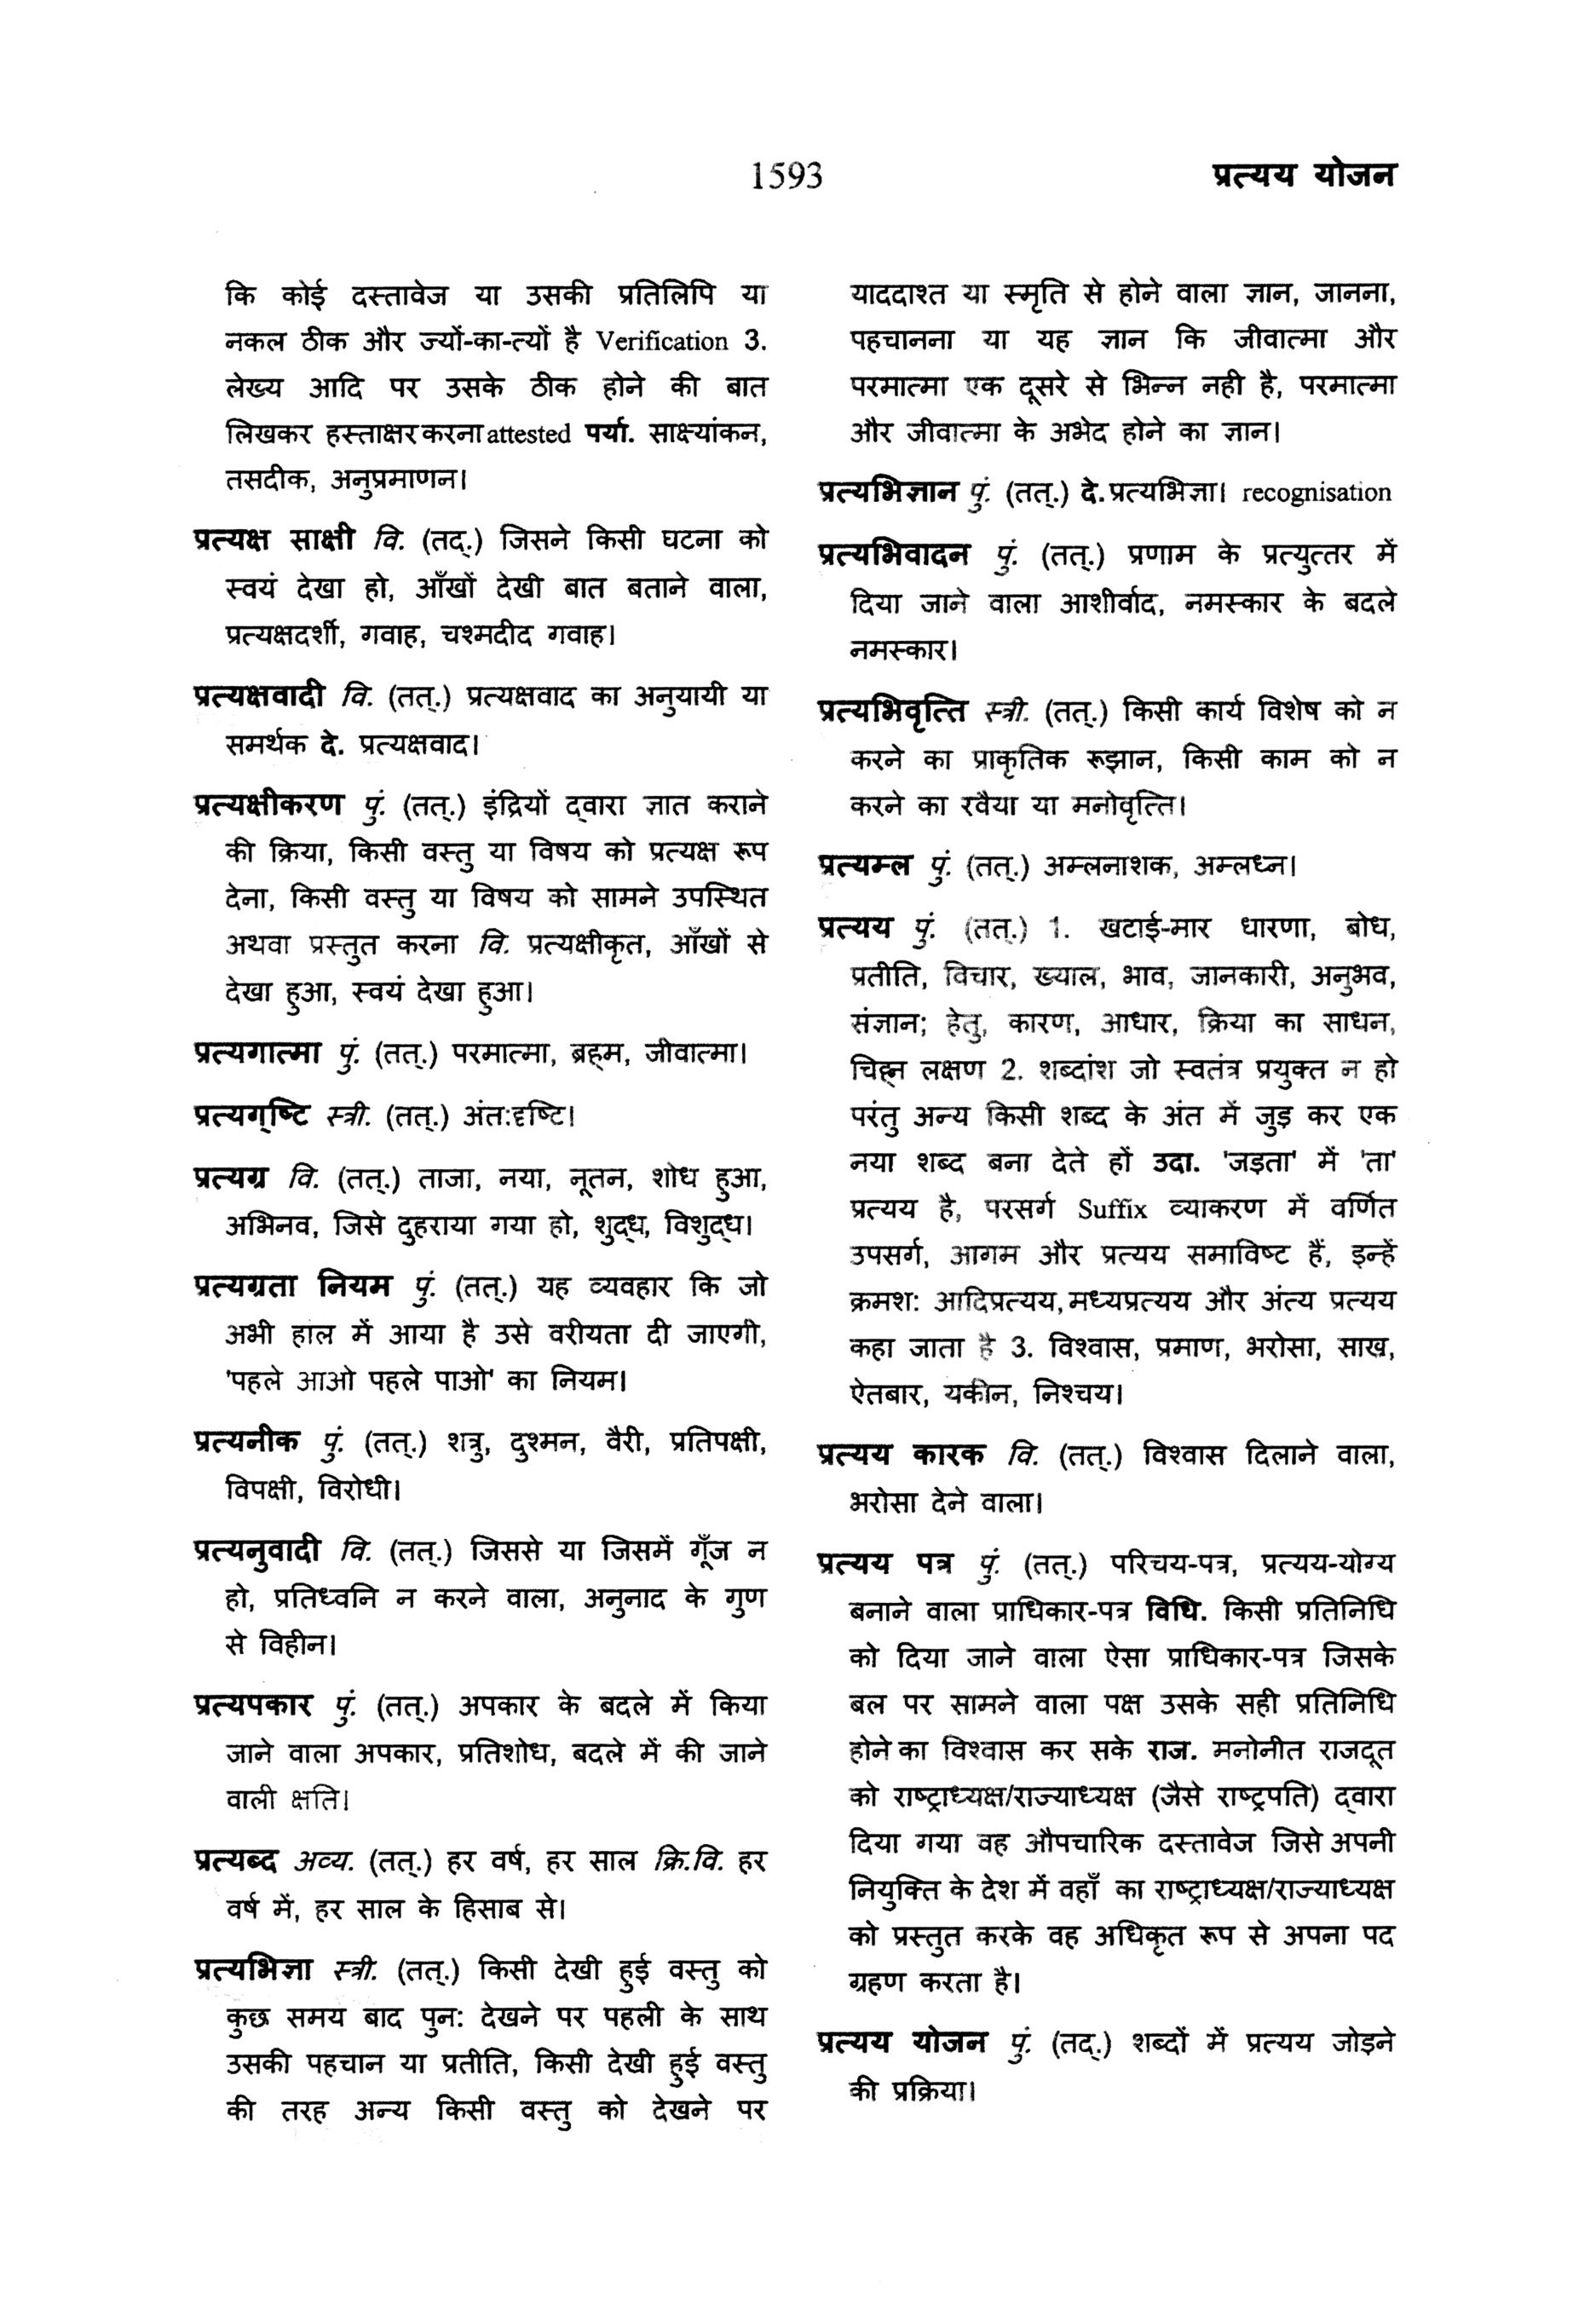 1593
प्रत्यय योजन
कि कोई दस्तावेज या उसकी प्रतिलिपि या
नकल ठीक और ज्यों-का-त्यों है Verification 3.
लेख्य आदि पर उसके ठीक होने की बात
लिखकर हस्ताक्षर करना attested पर्या. साक्ष्यांकन,
तसदीक, अनुप्रमाणन।
प्रत्यक्ष साक्षी वि. (तद्.) जिसने किसी घटना को
स्वयं देखा हो, आँखों देखी बात बताने वाला,
प्रत्यक्षदर्शी, गवाह, चश्मदीद गवाह।
प्रत्यक्षवादी वि. (तत्.) प्रत्यक्षवाद का अनुयायी या
समर्थक दे. प्रत्यक्षवाद।
प्रत्यक्षीकरण पुं. (तत्.) इंद्रियों द्‌वारा ज्ञात कराने
की क्रिया, किसी वस्तु या विषय को प्रत्यक्ष रूप
देना, किसी वस्तु या विषय को सामने उपस्थित
अथवा प्रस्तुत करना वि. प्रत्यक्षीकृत, आँखों से
देखा हुआ, स्वयं देखा हुआ।
प्रत्यगात्मा पुं. (तत्.) परमात्मा, ब्रह्‌म, जीवात्मा।
प्रत्यग्‌ष्टि स्त्री. (तत्.) अंत:दृष्टि।
प्रत्यग्र वि. (तत्.) ताजा, नया, नूतन, शोध हुआ,
अभिनव, जिसे दुहराया गया हो, शुद्‌ध, विशुद्‌ध।
प्रत्यग्रता नियम पुं. (तत्.) यह व्यवहार कि जो
अभी हाल में आया है उसे वरीयता दी जाएगी,
'पहले आओ पहले पाओ' का नियम।
प्रत्यनीक पुं. (तत्.) शत्रु, दुश्मन, वैरी, प्रतिपक्षी,
विपक्षी, विरोधी।
प्रत्यनुवादी वि. (तत्.) जिससे या जिसमें गूँज न
हो, प्रतिध्वनि न करने वाला, अनुनाद के गुण
से विहीन।
प्रत्यपकार पुं. (तत्.) अपकार के बदले में किया
जाने वाला अपकार, प्रतिशोध, बदले में की जाने
वाली क्षति।
प्रत्यब्द अव्य. (तत्.) हर वर्ष, हर साल क्रि.वि. हर
वर्ष में, हर साल के हिसाब से।
प्रत्यभिज्ञा स्त्री. (तत्.) किसी देखी हुई वस्तु को
कुछ समय बाद पुन: देखने पर पहली के साथ
उसकी पहचान या प्रतीति, किसी देखी हुई वस्तु
की तरह अन्य किसी वस्तु को देखने पर
याददाश्त या स्मृति से होने वाला ज्ञान, जानना,
पहचानना या यह ज्ञान कि जीवात्मा और
परमात्मा एक दूसरे से भिन्न नही है, परमात्मा
और जीवात्मा के अभेद होने का ज्ञान।
प्रत्यभिज्ञान पुं. (तत्.) दे. प्रत्यभिज्ञा। recognisation
प्रत्यभिवादन पुं. (तत्.) प्रणाम के प्रत्युत्तर में
दिया जाने वाला आशीर्वाद, नमस्कार के बदले
नमस्कार।
प्रत्यभिवृत्ति स्त्री. (तत्.) किसी कार्य विशेष को न
करने का प्राकृतिक रूझान, किसी काम को न
करने का रवैया या मनोवृत्ति।
प्रत्यम्ल पुं. (तत्.) अम्लनाशक, अम्लध्न।
प्रत्यय पुं. (तत्.) 1. खटाई-मार धारणा, बोध,
प्रतीति, विचार, ख्याल, भाव, जानकारी, अनुभव,
संज्ञान; हेतु, कारण, आधार, क्रिया का साधन,
चिह्‌न लक्षण 2. शब्दांश जो स्वतंत्र प्रयुक्त न हो
परंतु अन्य किसी शब्द के अंत में जुड़ कर एक
नया शब्द बना देते हों उदा. 'जड़ता' में 'ता'
प्रत्यय है, परसर्ग Suffix व्याकरण में वर्णित
उपसर्ग, आगम और प्रत्यय समाविष्ट हैं, इन्हें
क्रमश: आदिप्रत्यय, मध्यप्रत्यय और अंत्य प्रत्यय
कहा जाता है 3. विश्वास, प्रमाण, भरोसा, साख,
ऐतबार, यकीन, निश्चय।
प्रत्यय कारक वि. (तत्.) विश्वास दिलाने वाला,
भरोसा देने वाला।
प्रत्यय पत्र पुं. (तत्.) परिचय-पत्र, प्रत्यय-योग्य
बनाने वाला प्राधिकार-पत्र विधि. किसी प्रतिनिधि
को दिया जाने वाला ऐसा प्राधिकार-पत्र जिसके
बल पर सामने वाला पक्ष उसके सही प्रतिनिधि
होने का विश्वास कर सके राज. मनोनीत राजदूत
को राष्ट्राध्यक्ष/राज्याध्यक्ष (जैसे राष्ट्रपति) द्‌वारा
दिया गया वह औपचारिक दस्तावेज जिसे अपनी
नियुक्ति के देश में वहाँ का राष्ट्राध्यक्ष/राज्याध्यक्ष
को प्रस्तुत करके वह अधिकृत रूप से अपना पद
ग्रहण करता है।
प्रत्यय योजन पुं. (तद्.) शब्दों में प्रत्यय जोड़ने
की प्रक्रिया।